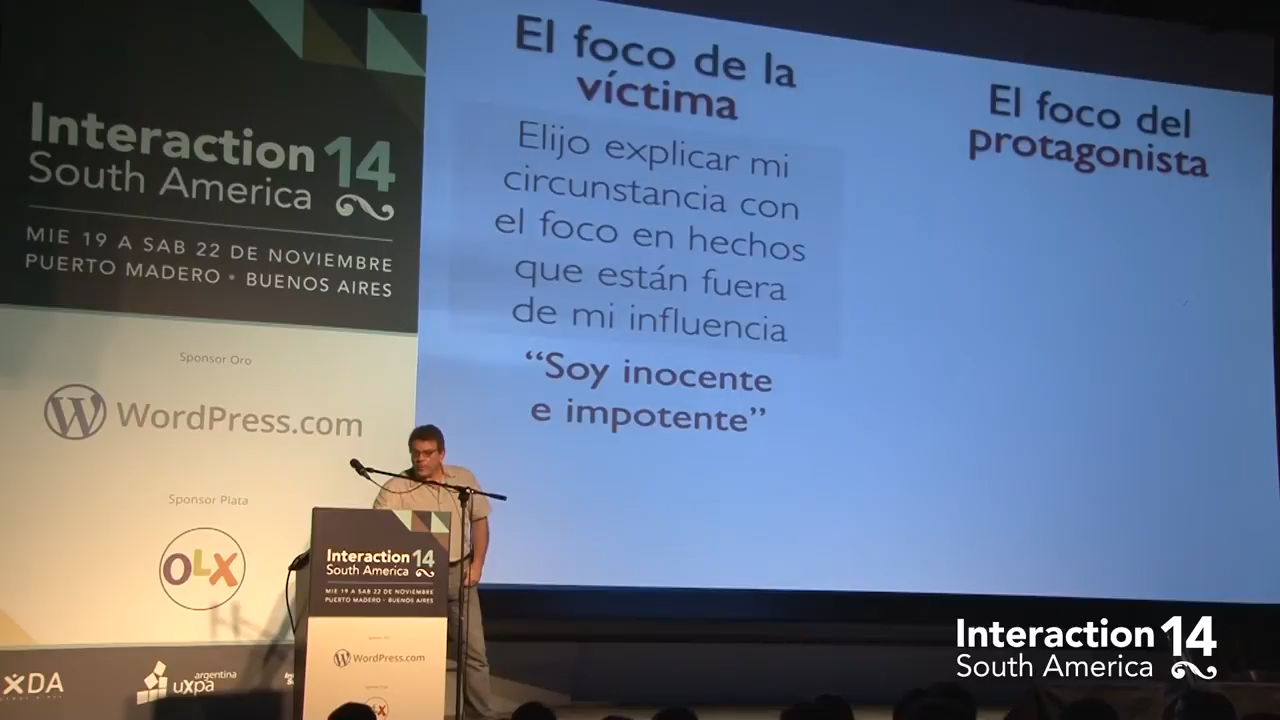 Interaction 14
South America
MIE 19 A SAB 22 DE NOVIEMBRE
PUERTO MADERO • BUENOS AIRES
Sponsor Oro
WordPress.com
Sponsor Plata
OLX
XDA
argentina
uxpa
El foco de la
víctima
Elijo explicar mi
circunstancia con
el foco en hechos
que están fuera
de mi influencia
“Soy inocente
e impotente”
El foco del
protagonista
Interaction 14
South America
MIE 19 A SAB 22 DE NOVIEMBRE
PUERTO MADERO • BUENOS AIRES
WordPress.com
OLX
Interaction 14
South America